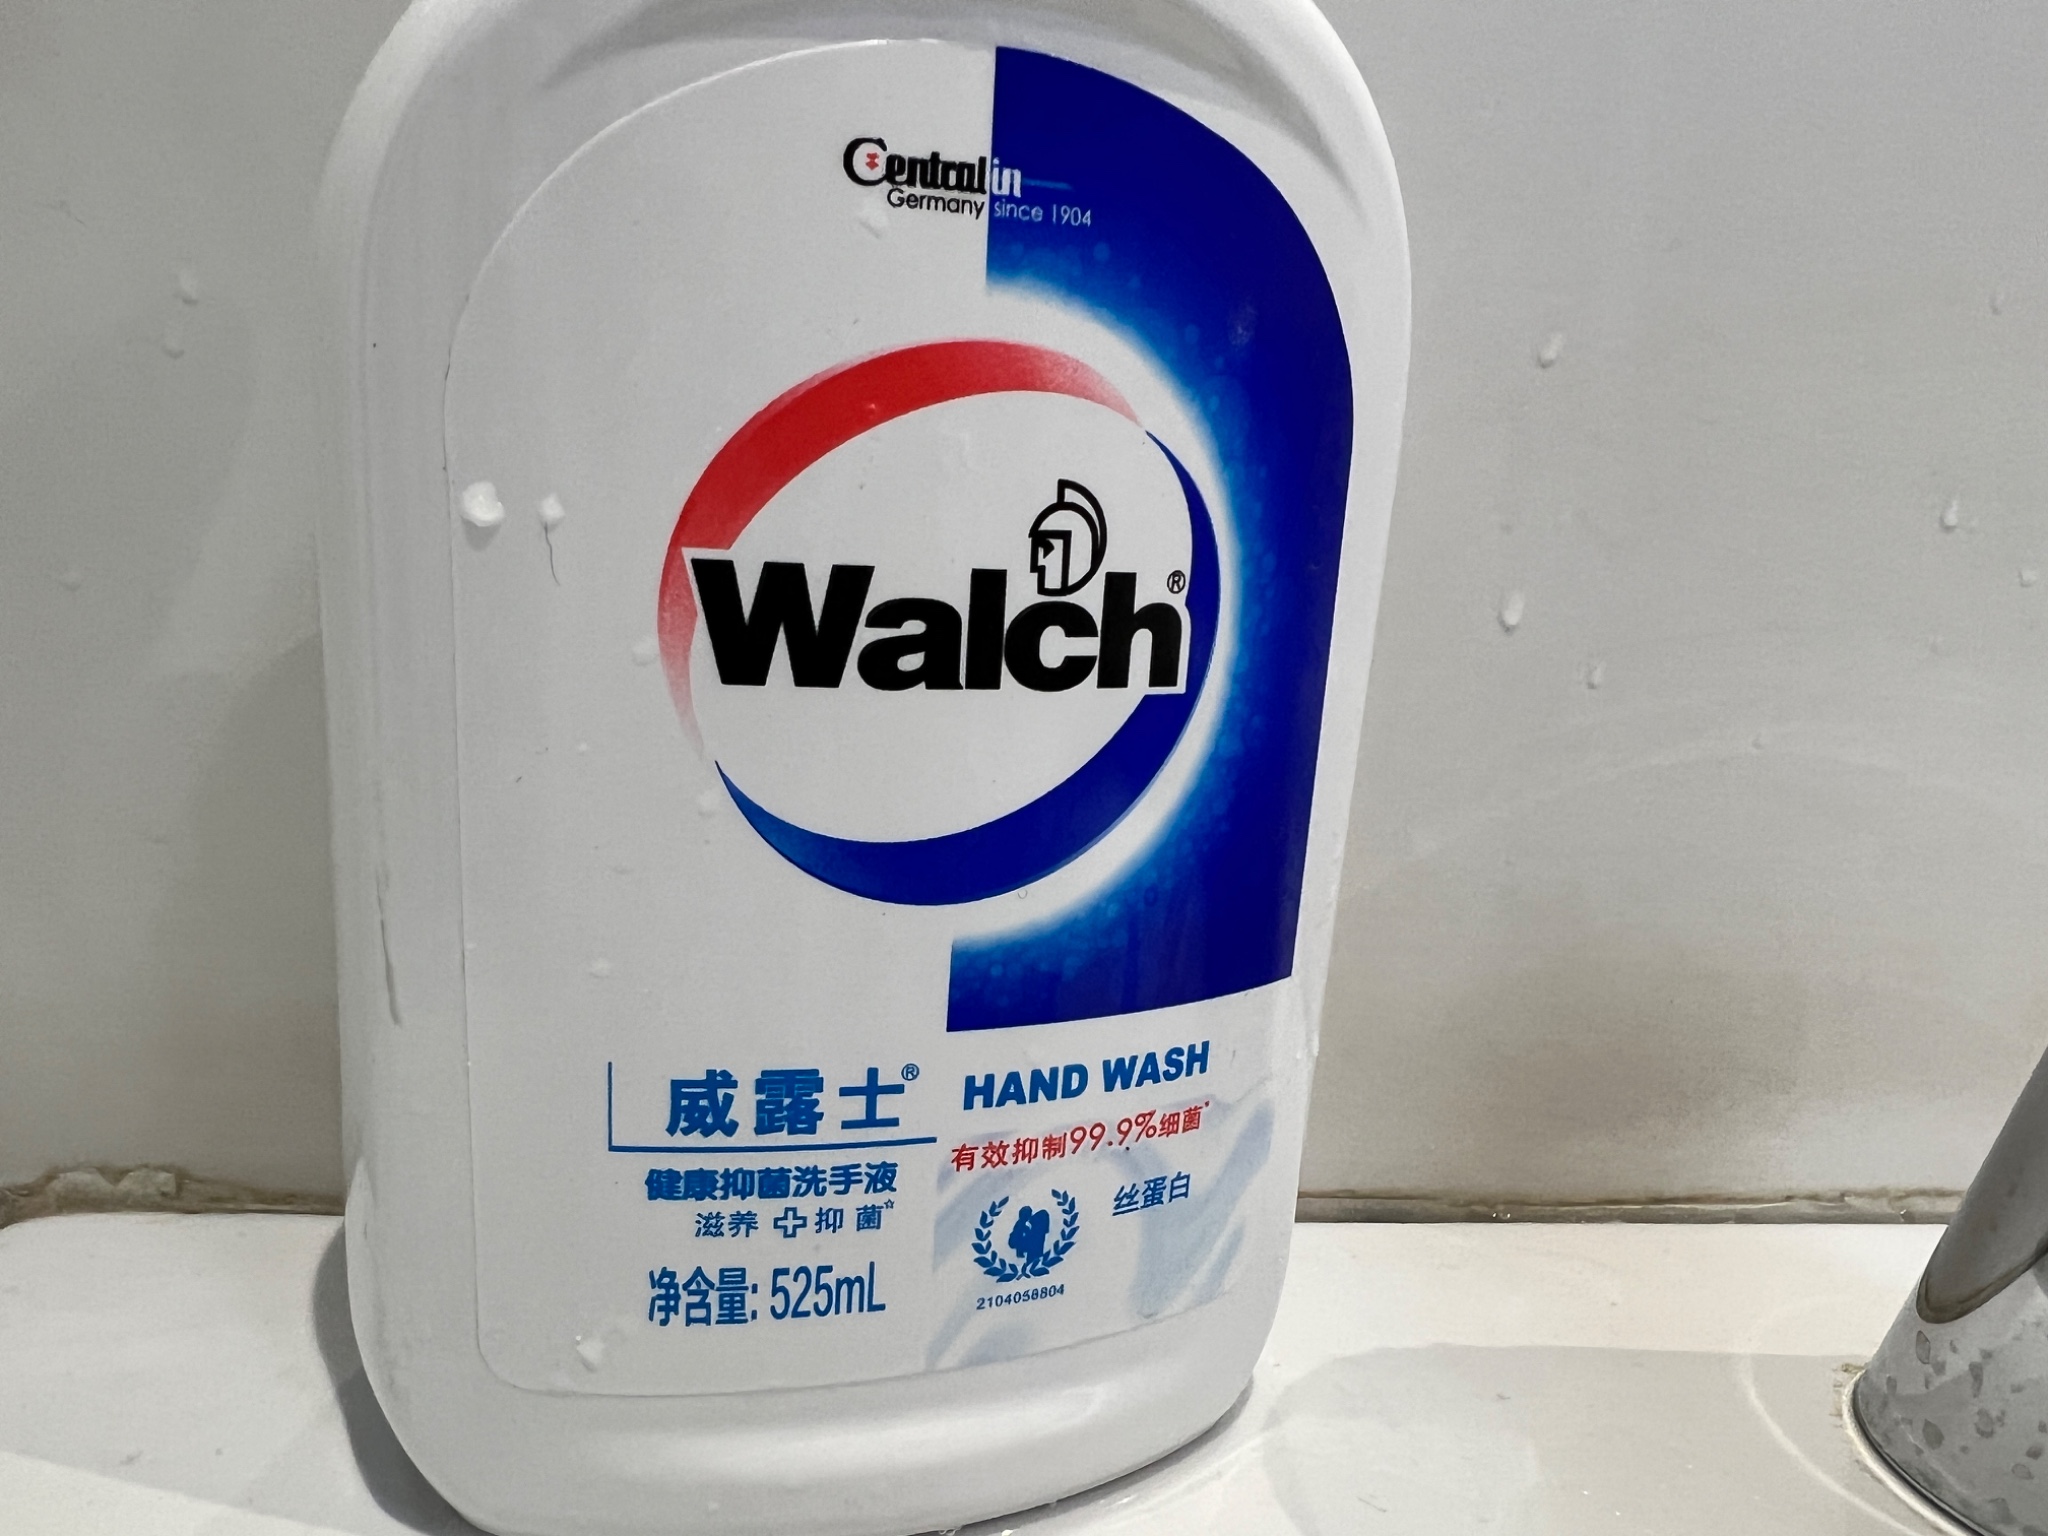 Centralin
Germany since 1904
Walch®
威露士®
HAND WASH
有效抑制99.9%细菌*
健康抑菌洗手液
滋养+抑菌☆
丝蛋白
净含量: 525mL
2104058804